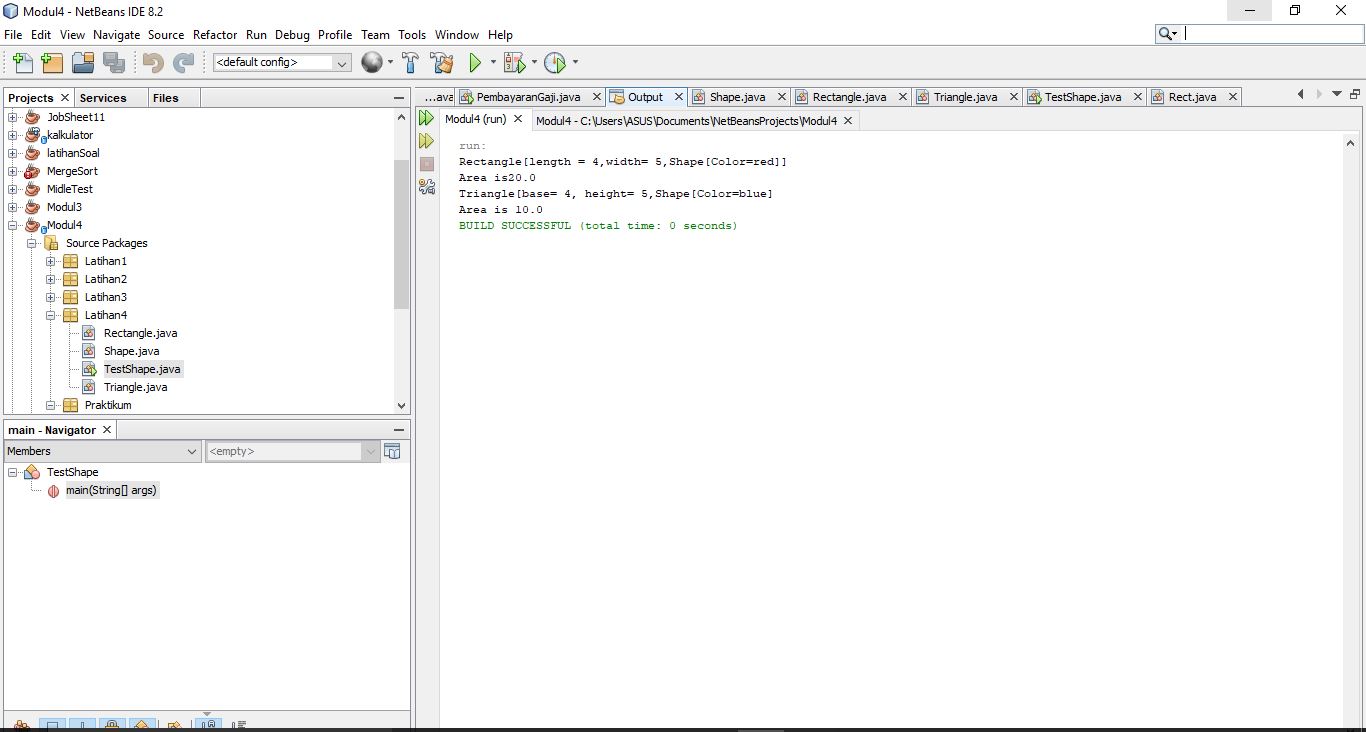 Modul4 - NetBeans IDE 8.2
File Edit View Navigate Source Refactor Run Debug Profile Team Tools Window Help
<default config>
Projects Services Files
JobSheet11
kalkulator
latihanSoal
MergeSort
MidleTest
Modul3
Modul4
Source Packages
Latihan1
Latihan2
Latihan3
Latihan4
Rectangle.java
Shape.java
TestShape.java
Triangle.java
Praktikum
main - Navigator
Members <empty>
TestShape
main(String[] args)
...ava PembayaranGaji.java Output Shape.java Rectangle.java Triangle.java TestShape.java Rect.java
Modul4 (run) Modul4 - C:\Users\ASUS\Documents\NetBeansProjects\Modul4
run:
Rectangle[length = 4,width= 5,Shape[Color=red]]
Area is20.0
Triangle[base= 4, height= 5,Shape[Color=blue]
Area is 10.0
BUILD SUCCESSFUL (total time: 0 seconds)